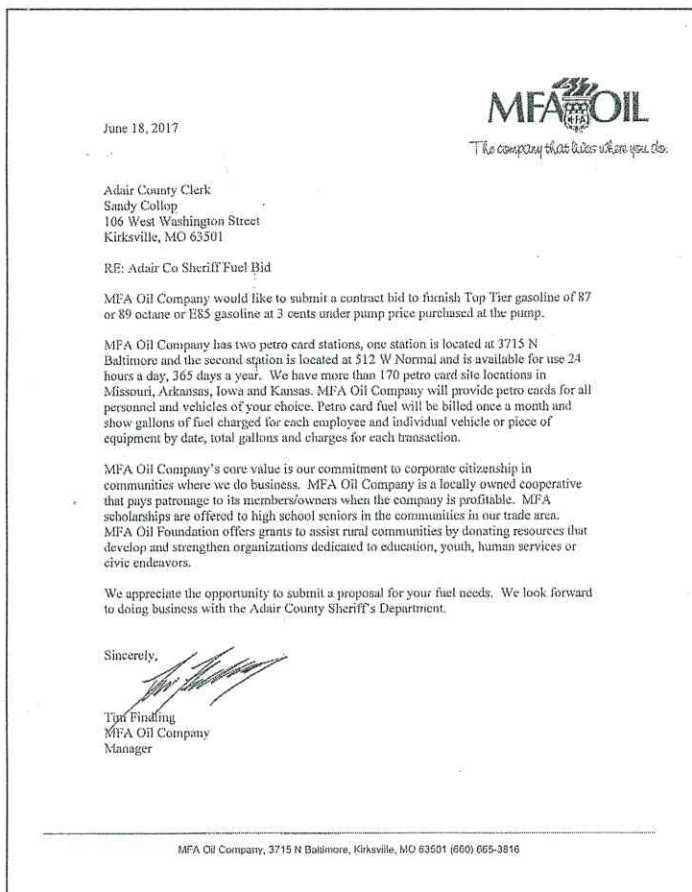 MFA OIL
The company that lives where you do.
June 18, 2017
Adair County Clerk
Sandy Collop
106 West Washington Street
Kirksville, MO 63501
RE: Adair Co Sheriff Fuel Bid
MFA Oil Company would like to submit a contract bid to furnish Top Tier gasoline of 87
or 89 octane or E85 gasoline at 3 cents under pump price purchased at the pump.
MFA Oil Company has two petro card stations, one station is located at 3715 N
Baltimore and the second station is located at 512 W Normal and is available for use 24
hours a day, 365 days a year. We have more than 170 petro card site locations in
Missouri, Arkansas, Iowa and Kansas. MFA Oil Company will provide petro cards for all
personnel and vehicles of your choice. Petro card fuel will be billed once a month and
show gallons of fuel charged for each employee and individual vehicle or piece of
equipment by date, total gallons and charges for each transaction.
MFA Oil Company's core value is our commitment to corporate citizenship in
communities where we do business. MFA Oil Company is a locally owned cooperative
that pays patronage to its members/owners when the company is profitable. MFA
scholarships are offered to high school seniors in the communities in our trade area.
MFA Oil Foundation offers grants to assist rural communities by donating resources that
develop and strengthen organizations dedicated to education, youth, human services or
civic endeavors.
We appreciate the opportunity to submit a proposal for your fuel needs. We look forward
to doing business with the Adair County Sheriff's Department.
Sincerely,
Tim Findling
MFA Oil Company
Manager
MFA Oil Company, 3715 N Baltimore, Kirksville, MO 63501 (660) 665-3816